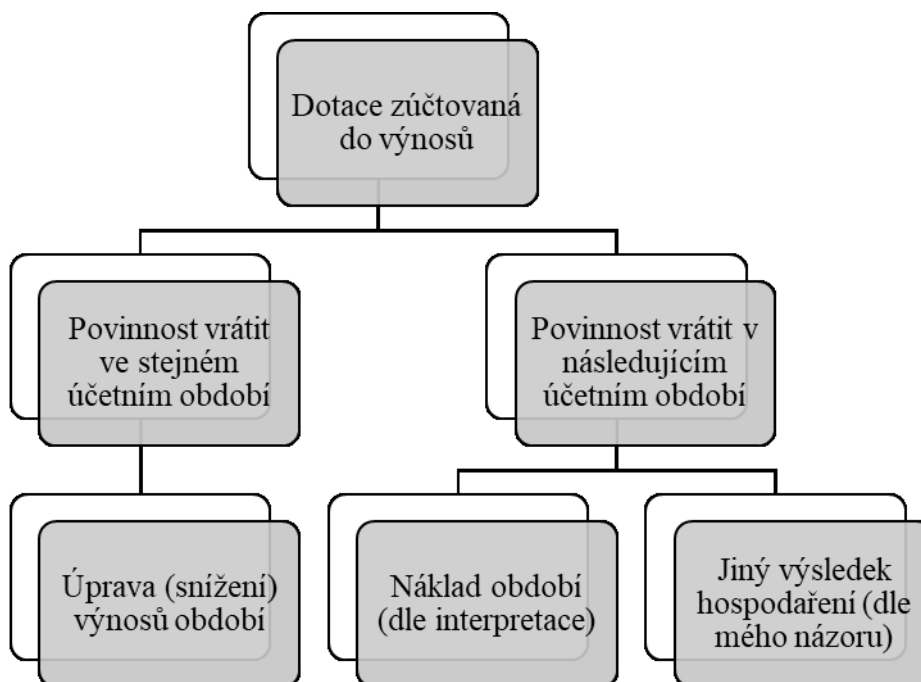 Dotace zúčtovaná
do výnosů
Povinnost vrátit
ve stejném
účetním období
Povinnost vrátit v
následujícím
účetním období
Úprava (snížení)
výnosů období
Náklad období
(dle interpretace)
Jiný výsledek
hospodaření (dle
mého názoru)